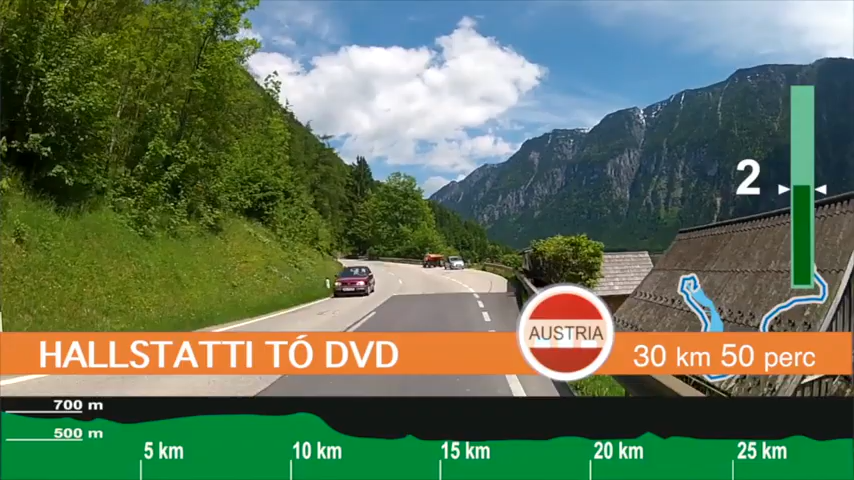 2
HALLSTATTI TÓ DVD
AUSTRIA
30 km 50 perc
700 m
500 m
5 km
10 km
15 km
20 km
25 km